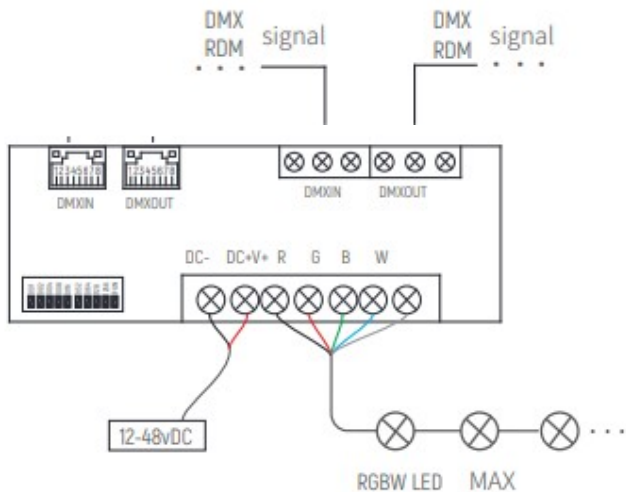 DMX
RDM
signal
DMX
RDM
signal
12345678
12345678
DMXIN
DMXOUT
DMXIN
DMXOUT
DC-
DC+V+
R
G
B
W
12-48vDC
RGBW LED
MAX